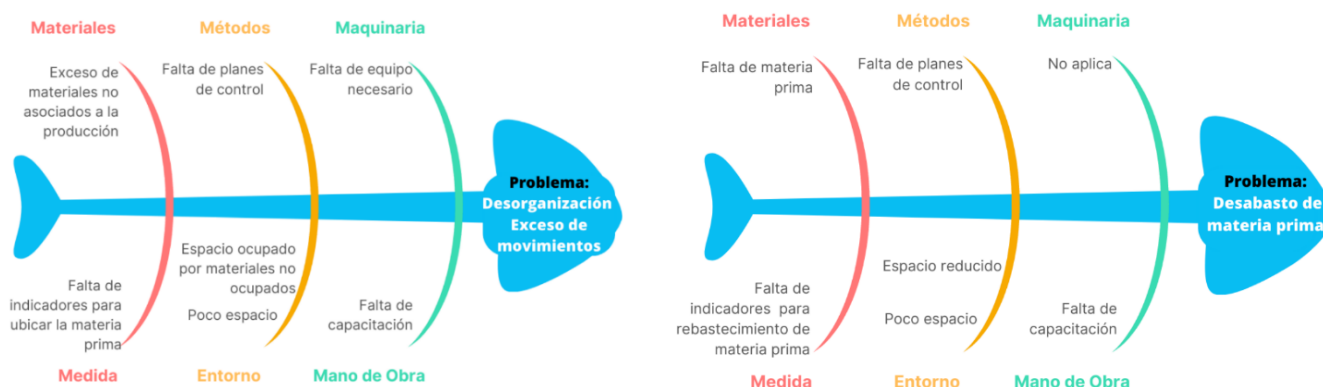 Materiales
Métodos
Maquinaria
Exceso de
materiales no
asociados a la
producción
Falta de planes
de control
Falta de equipo
necesario
Problema:
Desorganización
Exceso de
movimientos
Falta de
indicadores para
ubicar la materia
prima
Espacio ocupado
por materiales no
ocupados
Poco espacio
Falta de
capacitación
Medida
Entorno
Mano de Obra
Materiales
Métodos
Maquinaria
Falta de materia
prima
Falta de planes
de control
No aplica
Problema:
Desabasto de
materia prima
Falta de
indicadores para
rebastecimiento de
materia prima
Espacio reducido
Poco espacio
Falta de
capacitación
Medida
Entorno
Mano de Obra